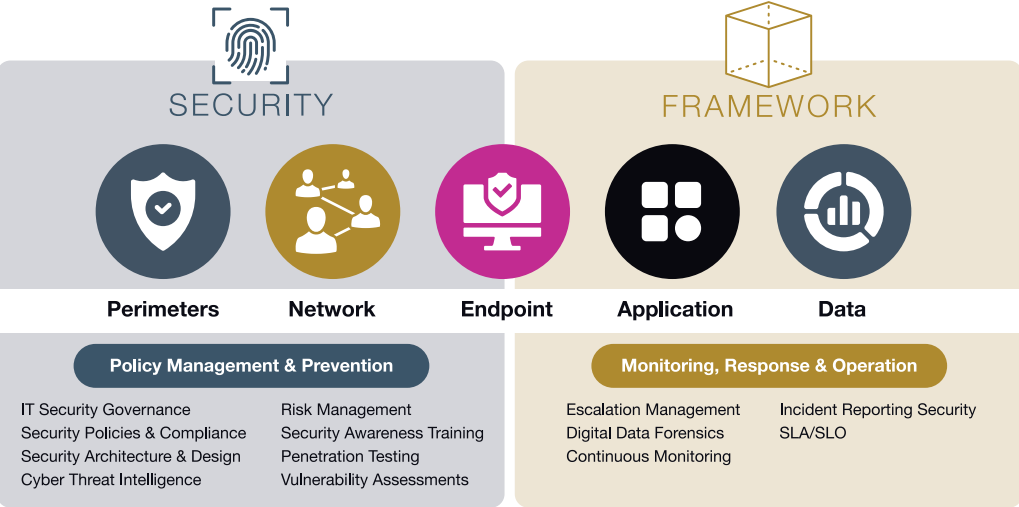 SECURITY
FRAMEWORK
Perimeters
Network
Endpoint
Application
Data
Policy Management & Prevention
IT Security Governance
Security Policies & Compliance
Security Architecture & Design
Cyber Threat Intelligence
Risk Management
Security Awareness Training
Penetration Testing
Vulnerability Assessments
Monitoring, Response & Operation
Escalation Management
Digital Data Forensics
Continuous Monitoring
Incident Reporting Security
SLA/SLO